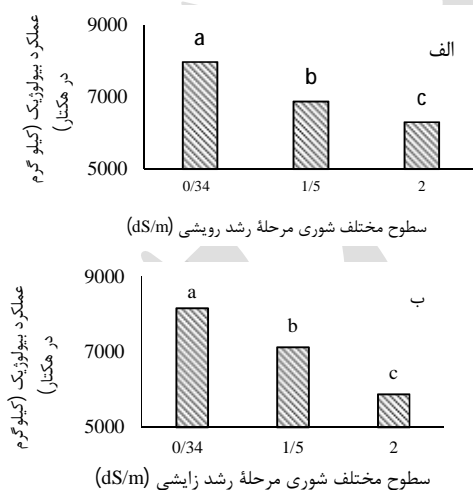 عملکرد بیولوژیک (کیلو گرم
در هکتار)
9000
7000
5000
a
b
c
الف
0/34
1/5
2
سطوح مختلف شوری مرحلۀ رشد رویشی (dS/m)
عملکرد بیولوژیک (کیلوگرم
در هکتار)
9000
7000
5000
a
b
c
ب
0/34
1/5
2
سطوح مختلف شوری مرحلۀ رشد زایشی (dS/m)